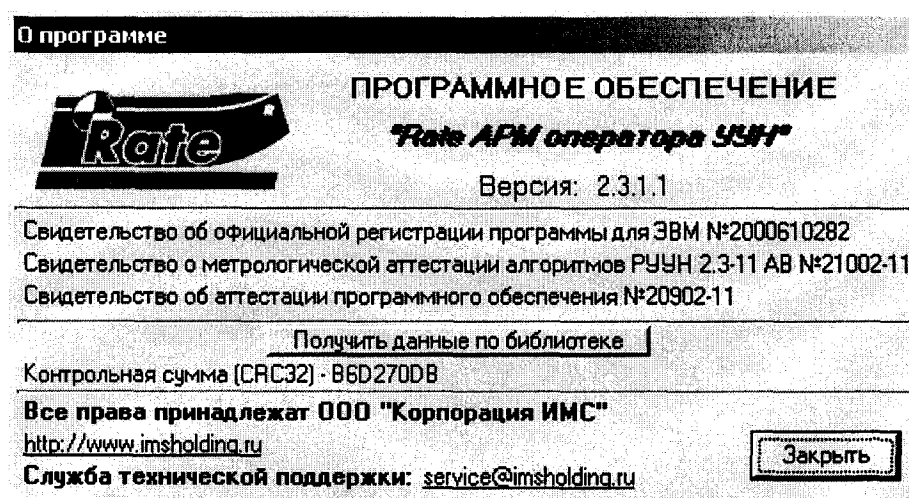 О программе
Rate
ПРОГРАММНОЕ ОБЕСПЕЧЕНИЕ
"Rate АРМ оператора УУН"
Версия: 2.3.1.1
Свидетельство об официальной регистрации программы для ЭВМ №2000610282
Свидетельство о метрологической аттестации алгоритмов РУУН 2.3-11 АВ №21002-11
Свидетельство об аттестации программного обеспечения №20902-11
Получить данные по библиотеке
Контрольная сумма (CRC32) - B6D270DB
Все права принадлежат ООО "Корпорация ИМС"
http://www.imsholding.ru
Закрыть
Служба технической поддержки: service@imsholding.ru